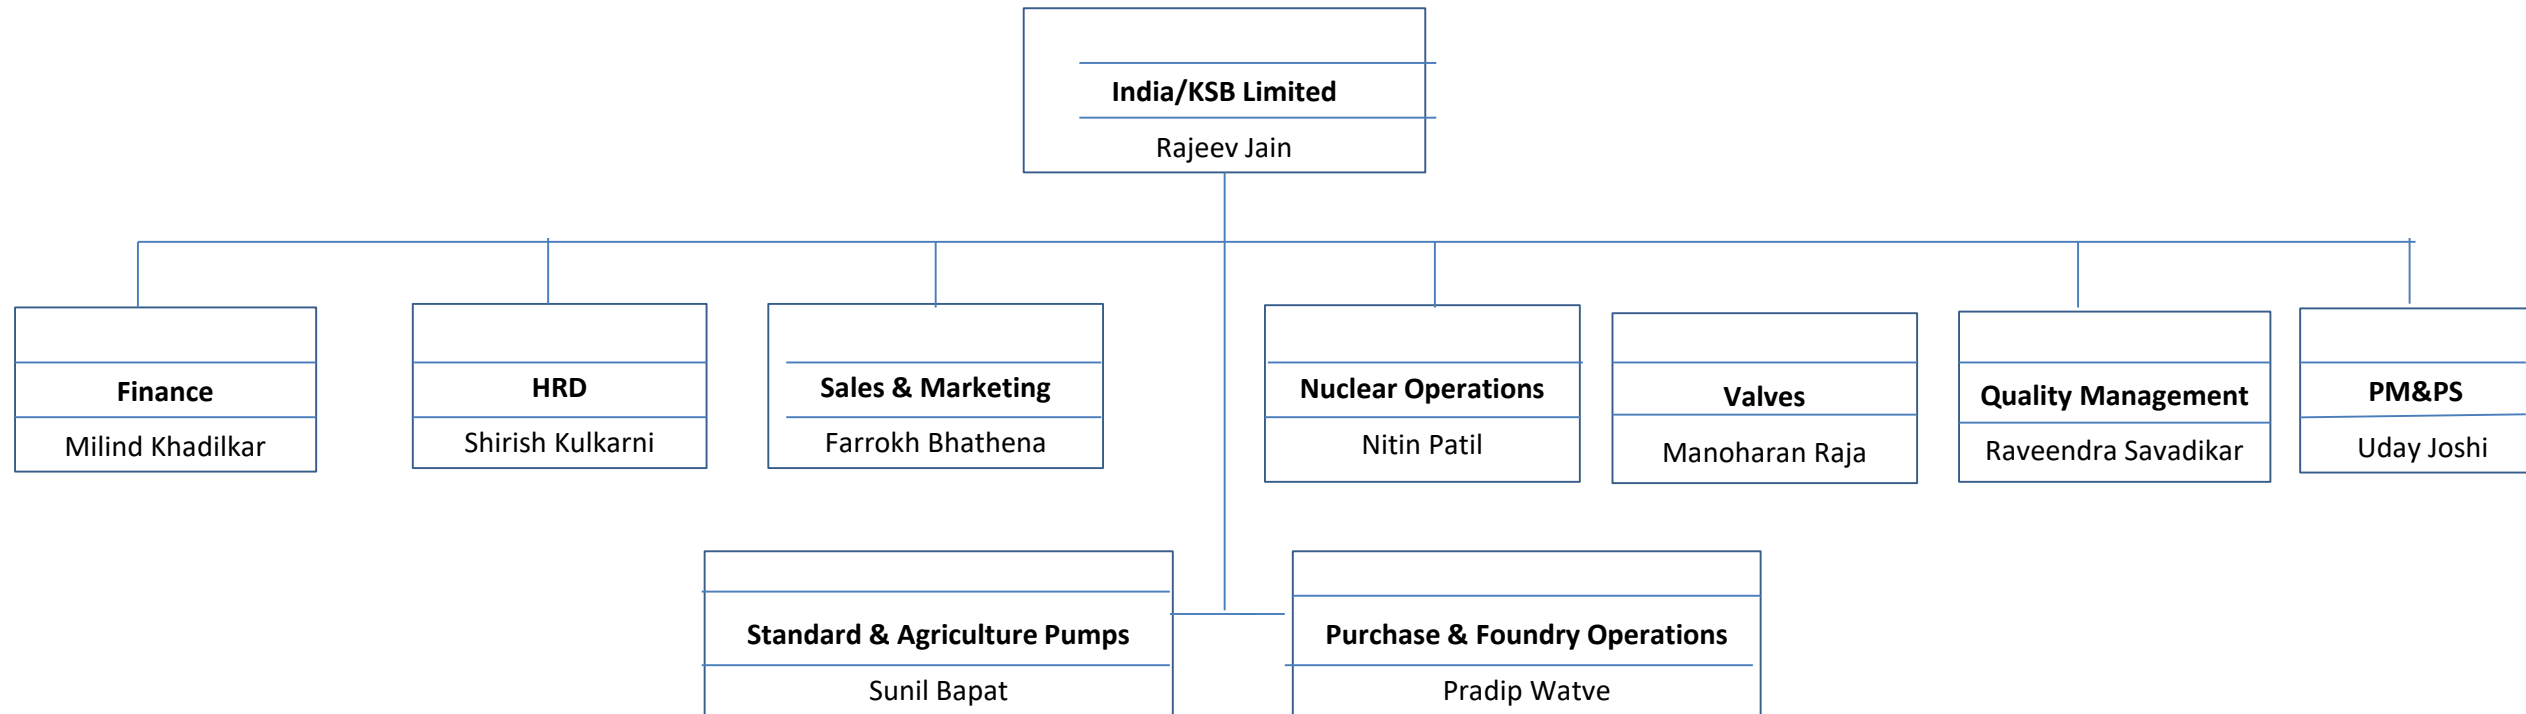 India/KSB Limited
Rajeev Jain
Finance
Milind Khadilkar
HRD
Shirish Kulkarni
Sales & Marketing
Farrokh Bhathena
Nuclear Operations
Nitin Patil
Valves
Manoharan Raja
Quality Management
Raveendra Savadikar
PM&PS
Uday Joshi
Standard & Agriculture Pumps
Sunil Bapat
Purchase & Foundry Operations
Pradip Watve